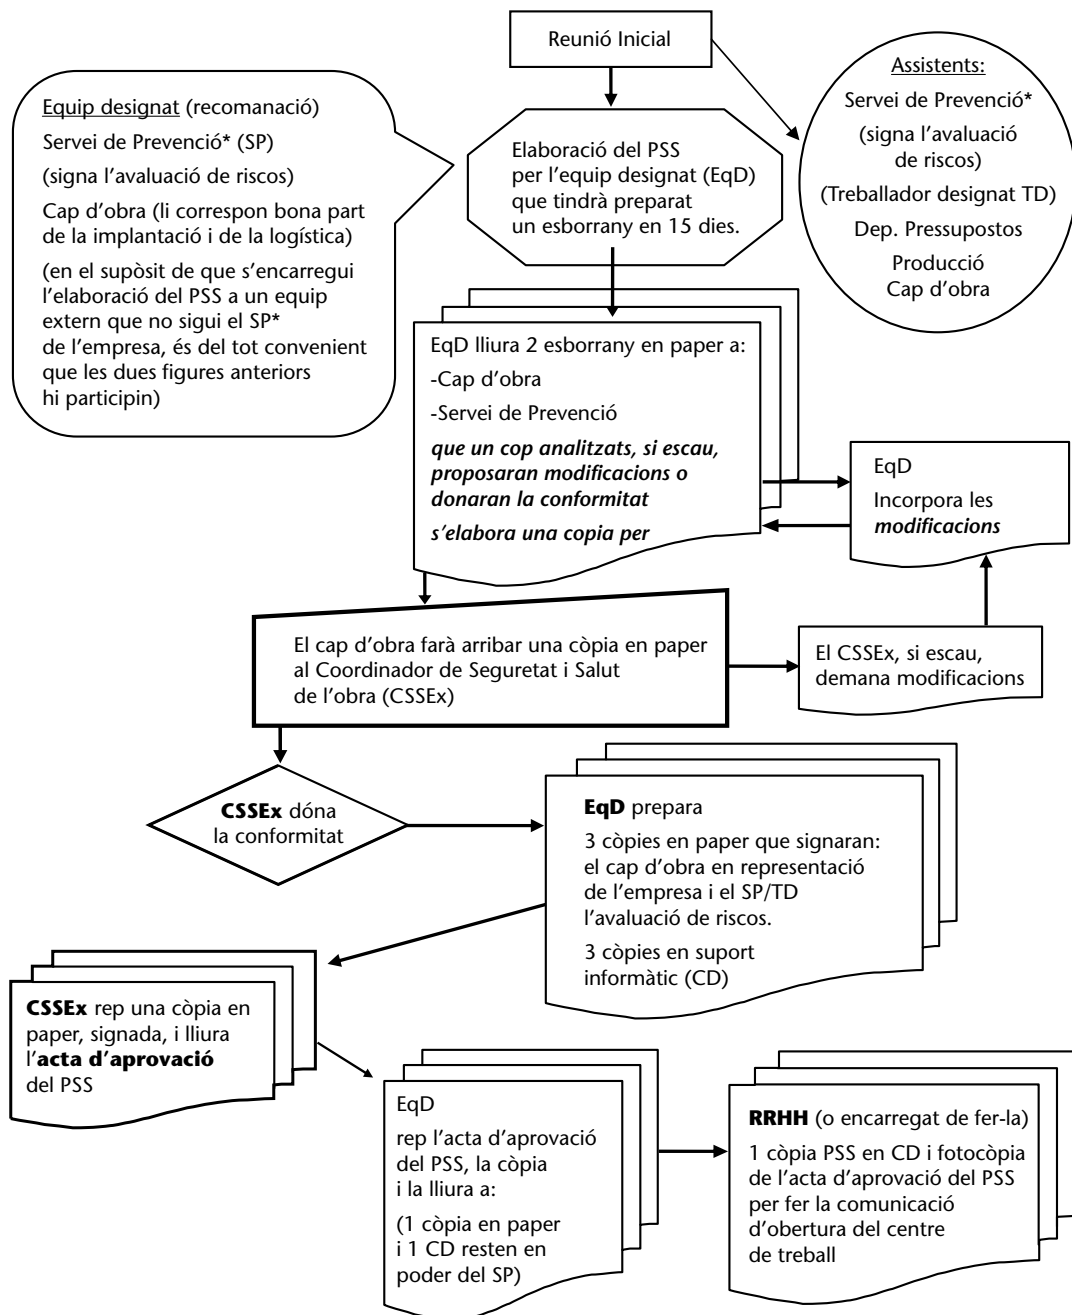 Reunió Inicial
Assistents:
Servei de Prevenció*
(signa l'avaluació
de riscos)
(Treballador designat TD)
Dep. Pressupostos
Producció
Cap d'obra
Equip designat (recomanació)
Servei de Prevenció* (SP)
(signa l'avaluació de riscos)
Cap d'obra (li correspon bona part
de la implantació i de la logística)
(en el supòsit de que s'encarregui
l'elaboració del PSS a un equip
extern que no sigui el SP*
de l'empresa, és del tot convenient
que les dues figures anteriors
hi participin)
Elaboració del PSS
per l'equip designat (EqD)
que tindrà preparat
un esborrany en 15 dies.
EqD lliura 2 esborrany en paper a:
-Cap d'obra
-Servei de Prevenció
que un cop analitzats, si escau,
proposaran modificacions o
donaran la conformitat
s'elabora una copia per
EqD
Incorpora les
modificacions
El cap d'obra farà arribar una còpia en paper
al Coordinador de Seguretat i Salut
de l'obra (CSSEx)
El CSSEx, si escau,
demana modificacions
CSSEx dóna
la conformitat
EqD prepara
3 còpies en paper que signaran:
el cap d'obra en representació
de l'empresa i el SP/TD
l'avaluació de riscos.
3 còpies en suport
informàtic (CD)
CSSEx rep una còpia en
paper, signada, i lliura
l'acta d'aprovació
del PSS
EqD
rep l'acta d'aprovació
del PSS, la còpia
i la lliura a:
(1 còpia en paper
i 1 CD resten en
poder del SP)
RRHH (o encarregat de fer-la)
1 còpia PSS en CD i fotocòpia
de l'acta d'aprovació del PSS
per fer la comunicació
d'obertura del centre
de treball